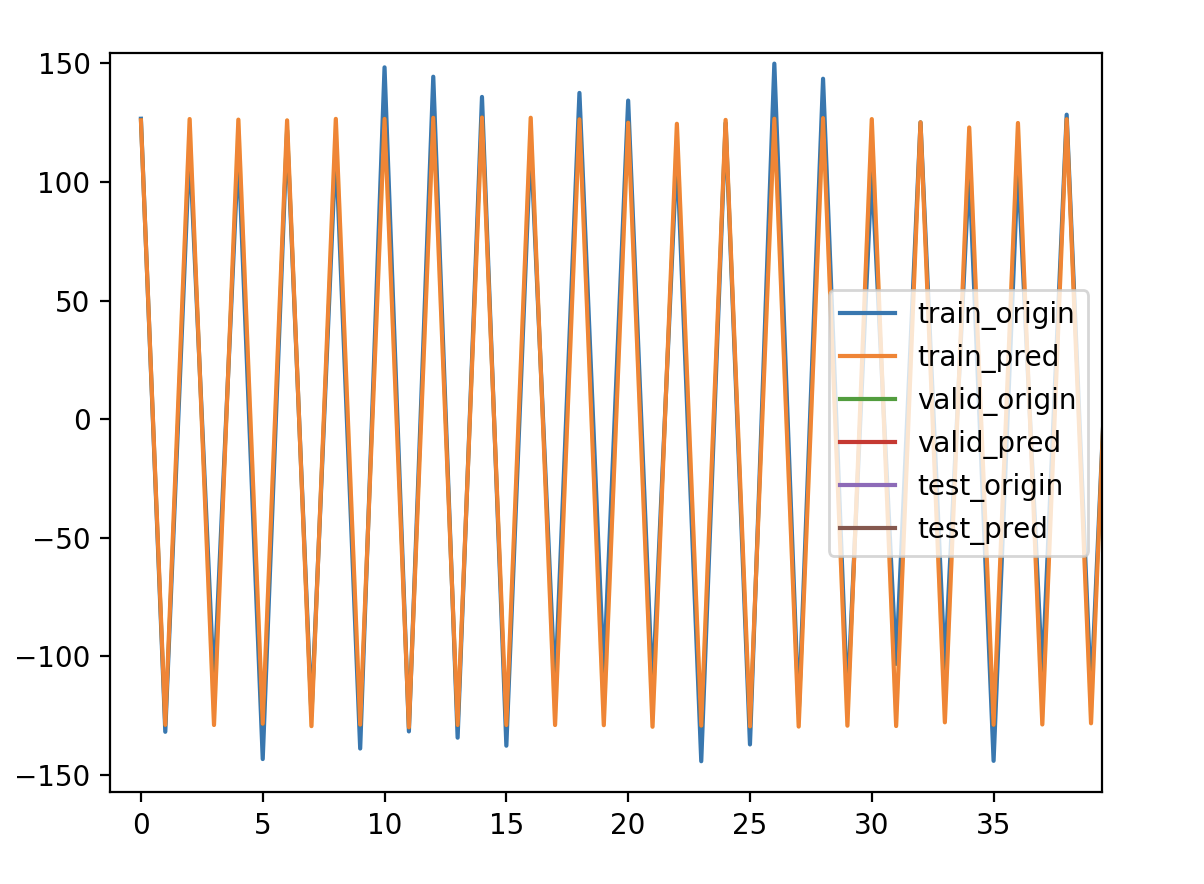 150
100
50
0
−50
−100
−150
0 5 10 15 20 25 30 35
train_origin
train_pred
valid_origin
valid_pred
test_origin
test_pred